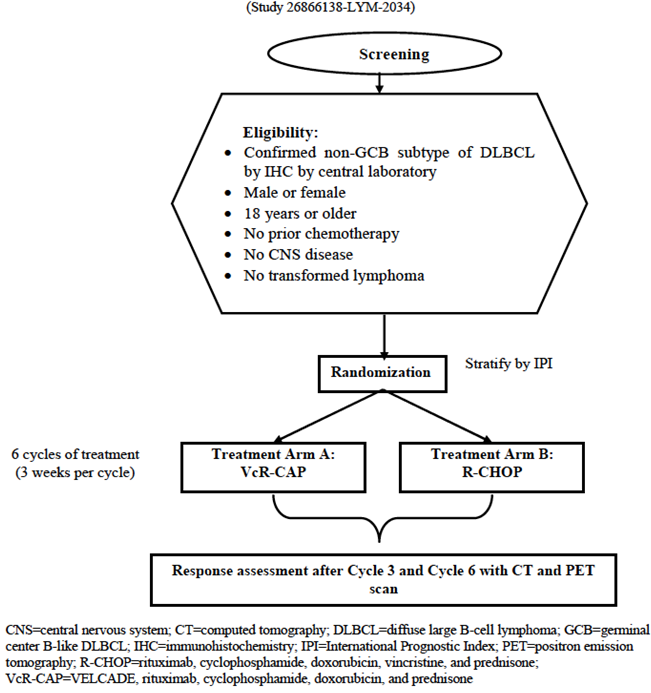 (Study 26866138-LYM-2034)
Screening
Eligibility:
• Confirmed non-GCB subtype of DLBCL
by IHC by central laboratory
• Male or female
• 18 years or older
• No prior chemotherapy
• No CNS disease
• No transformed lymphoma
Randomization
Stratify by IPI
6 cycles of treatment
(3 weeks per cycle)
Treatment Arm A:
VcR-CAP
Treatment Arm B:
R-CHOP
Response assessment after Cycle 3 and Cycle 6 with CT and PET
scan
CNS=central nervous system; CT=computed tomography; DLBCL=diffuse large B-cell lymphoma; GCB=germinal
center B-like DLBCL; IHC=immunohistochemistry; IPI=International Prognostic Index; PET=positron emission
tomography; R-CHOP=rituximab, cyclophosphamide, doxorubicin, vincristine, and prednisone;
VcR-CAP=VELCADE, rituximab, cyclophosphamide, doxorubicin, and prednisone